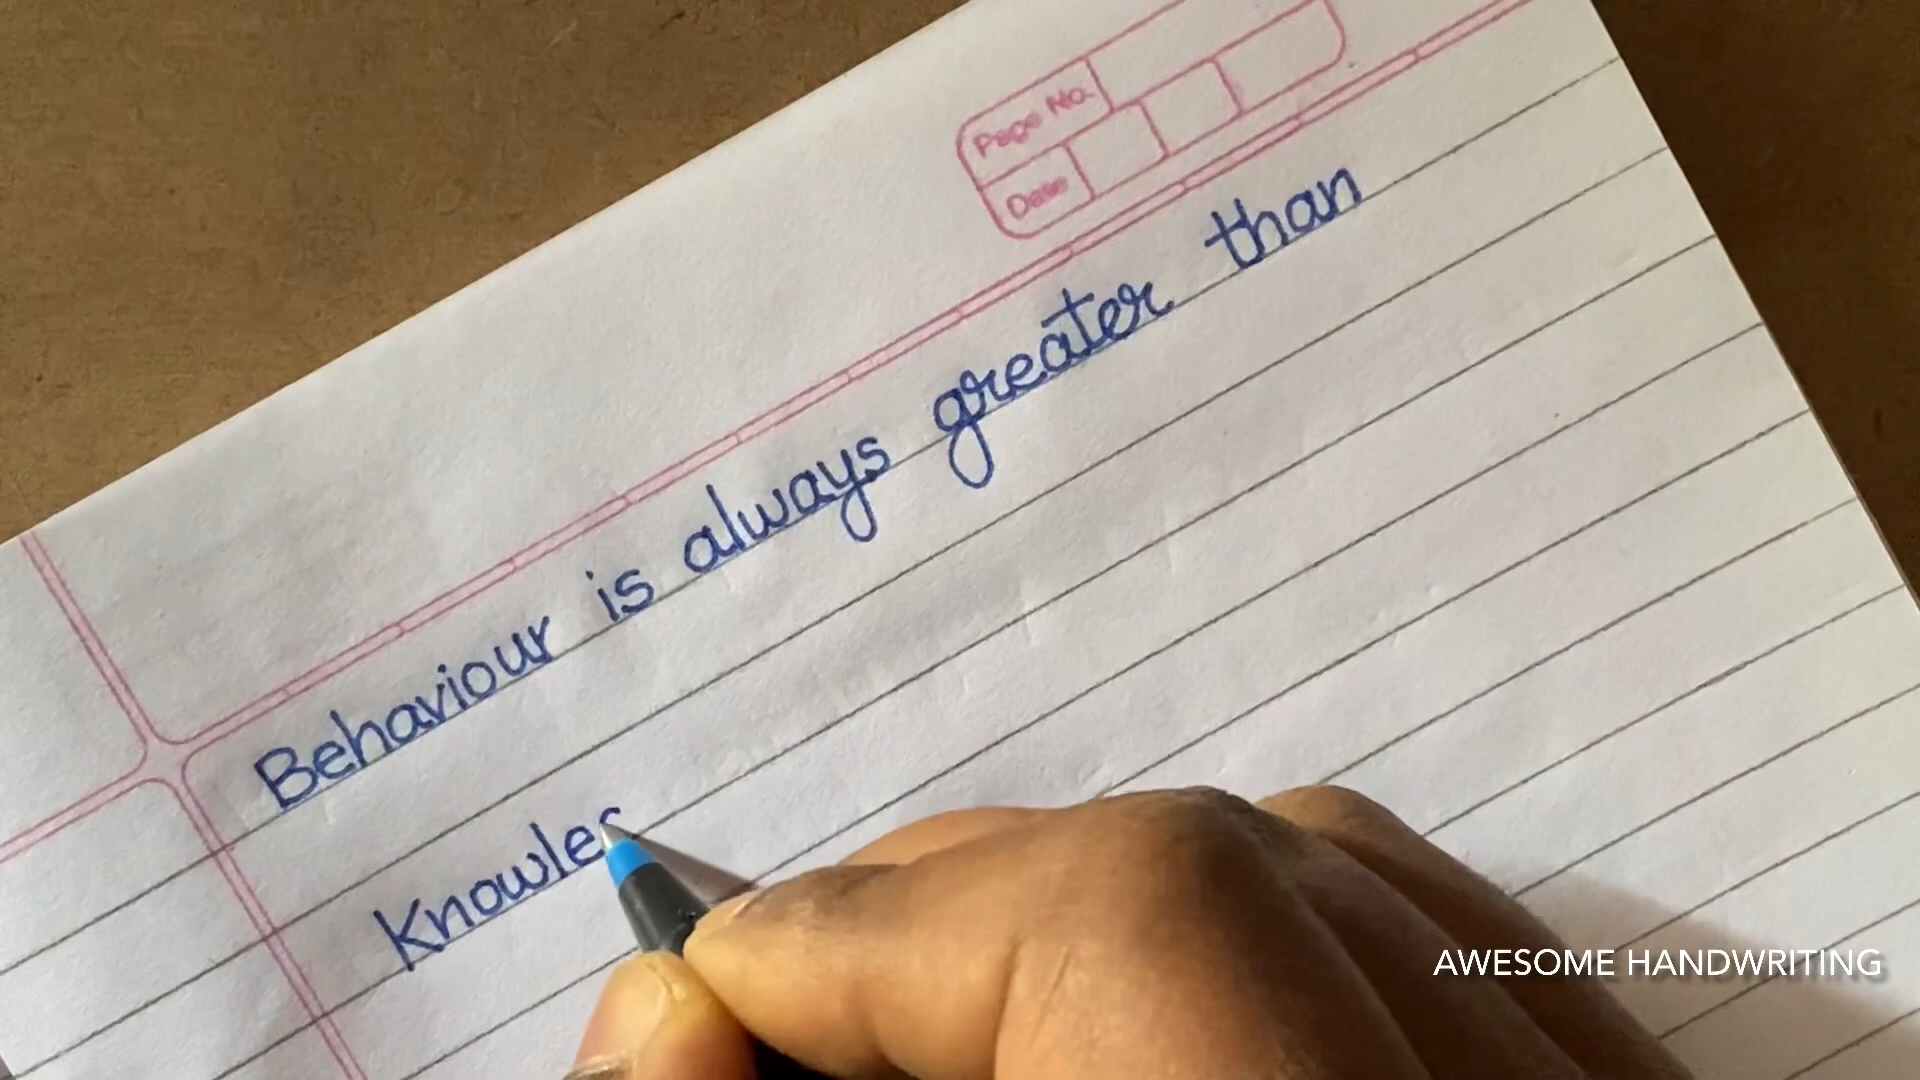 Page No.
Date
Behaviour is always greater than
Knowle
AWESOME HANDWRITING